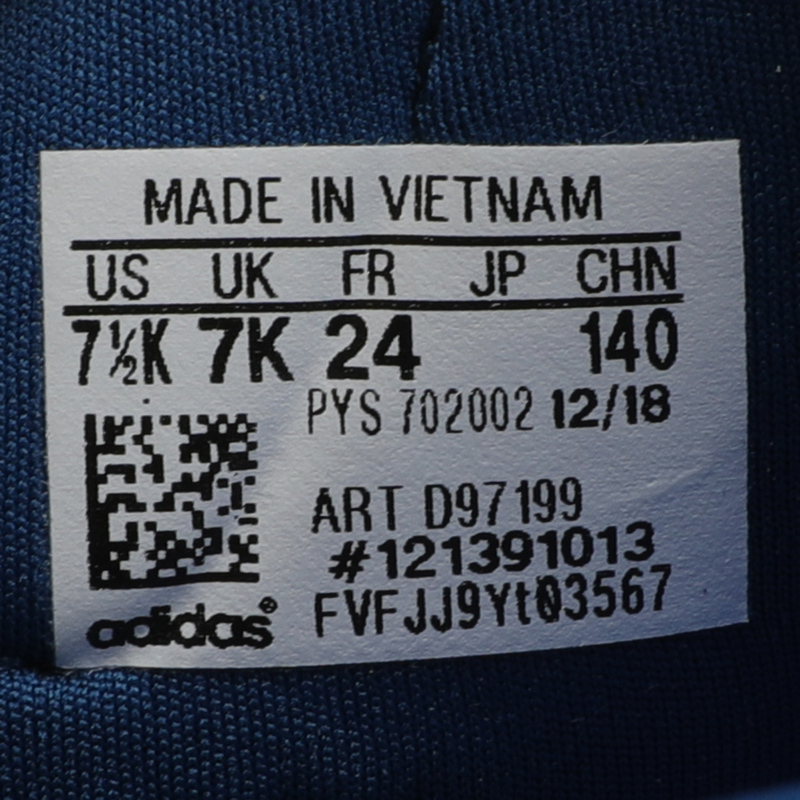 MADE IN VIETNAM
US UK FR JP CHN
7½K 7K 24 140
PYS 702002 12/18
ART D97199
#121391013
FVFJJ9Yt03567
adidas®